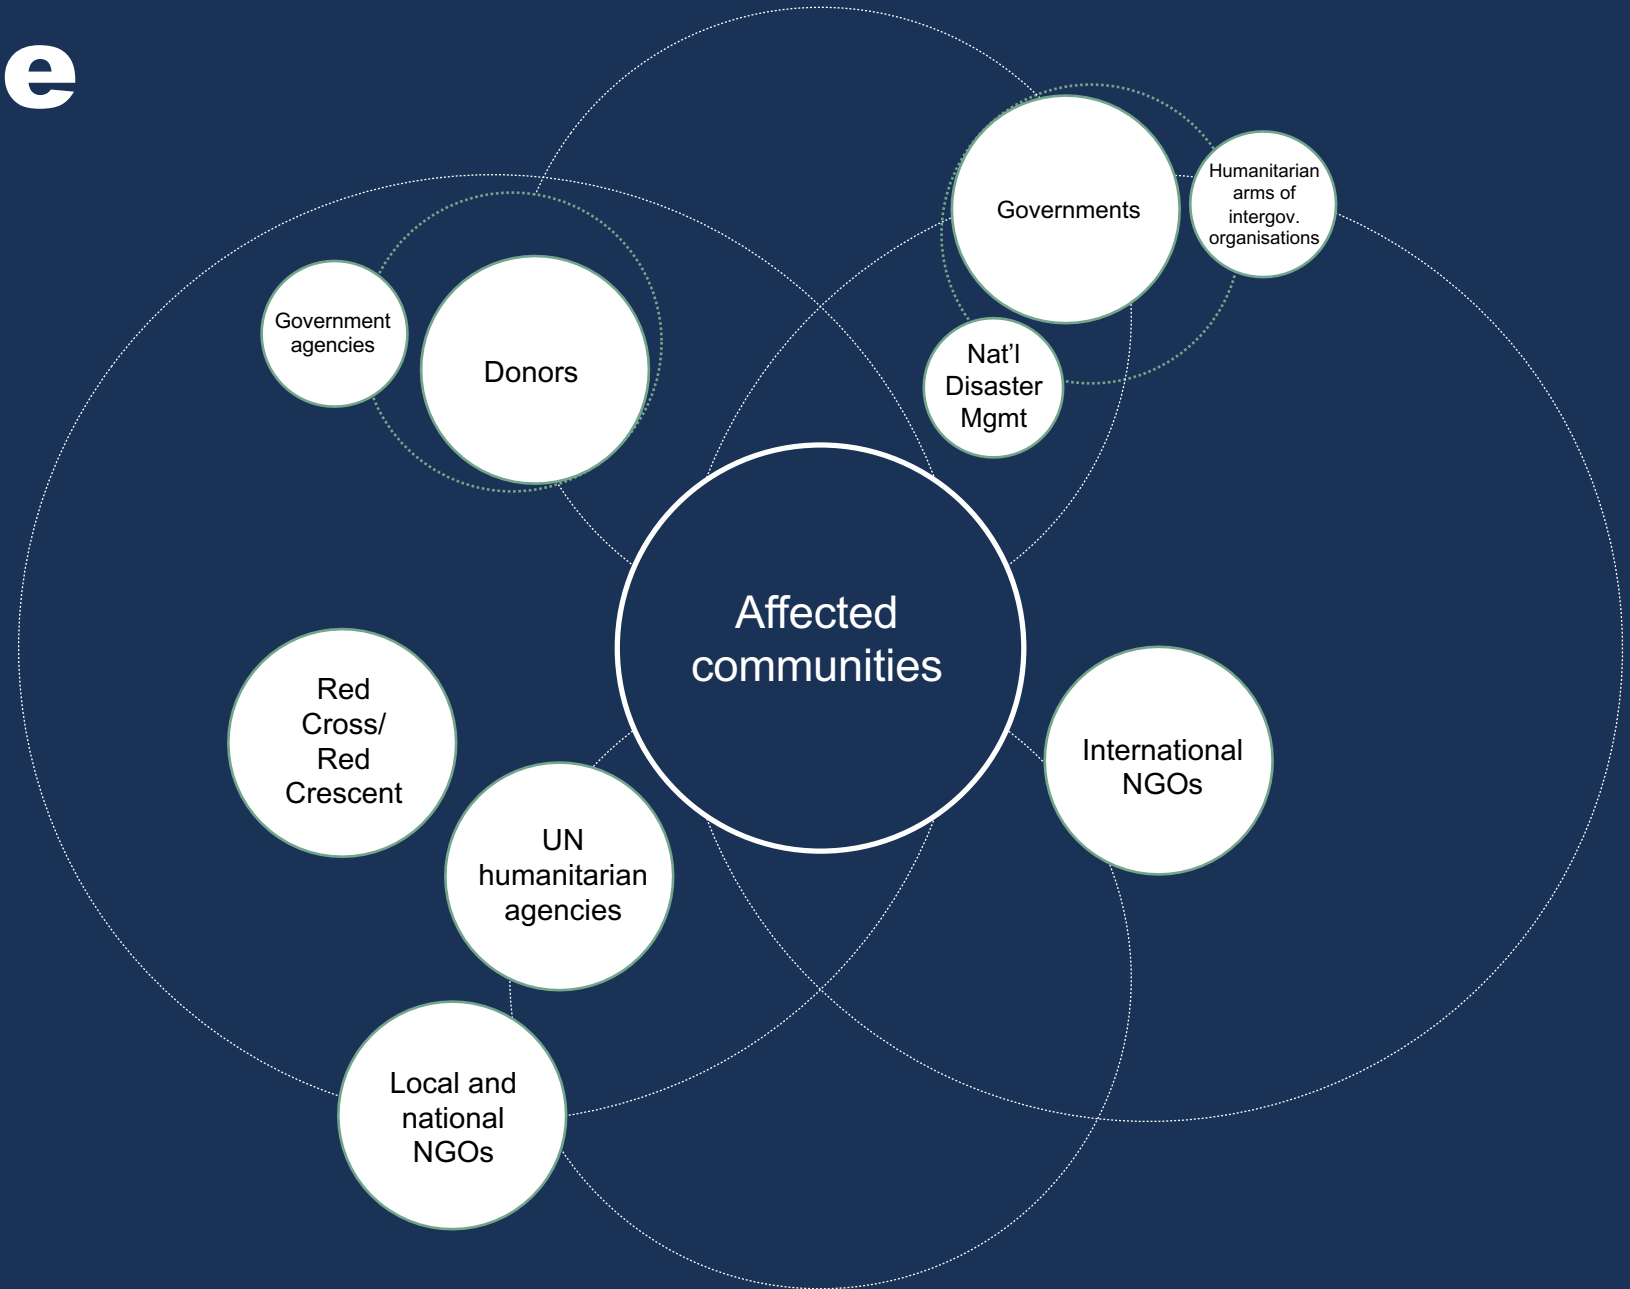 e
Governments
Humanitarian
arms of
intergov.
organisations
Government
agencies
Donors
Nat’l
Disaster
Mgmt
Affected
communities
Red
Cross/
Red
Crescent
International
NGOs
UN
humanitarian
agencies
Local and
national
NGOs